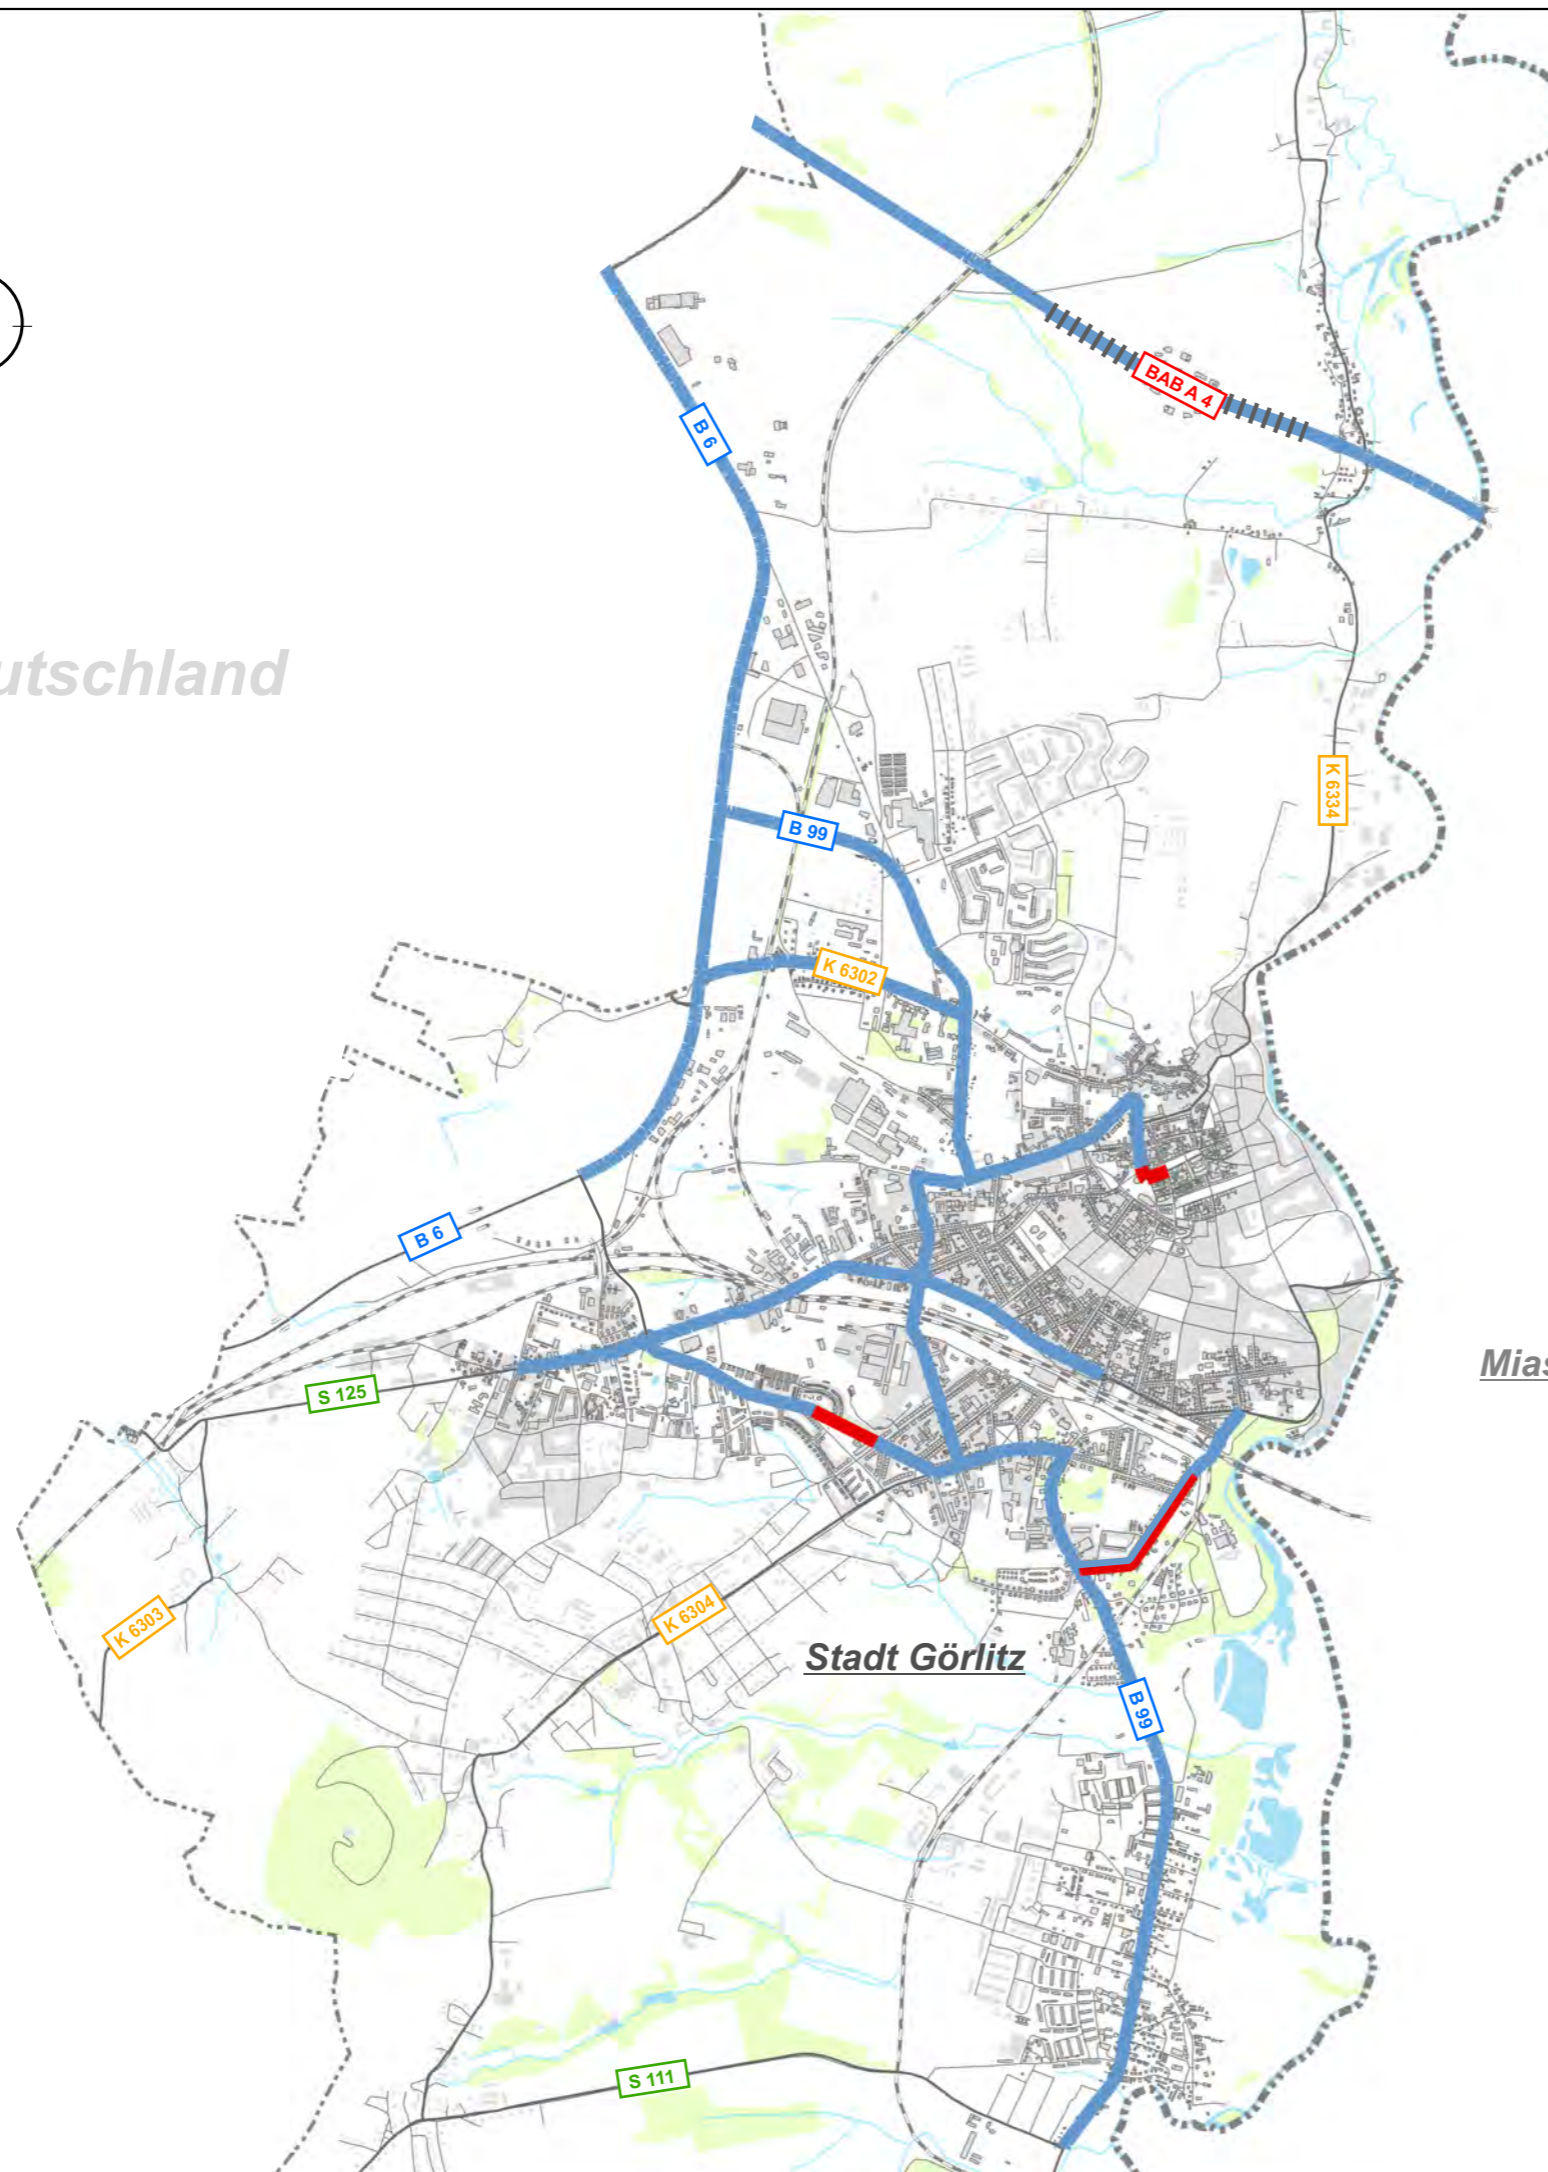 BAB A 4
B 6
utschland
K 6334
B 99
K 6302
B 6
Mias
S 125
K 6303
K 6304
Stadt Görlitz
B 99
S 111